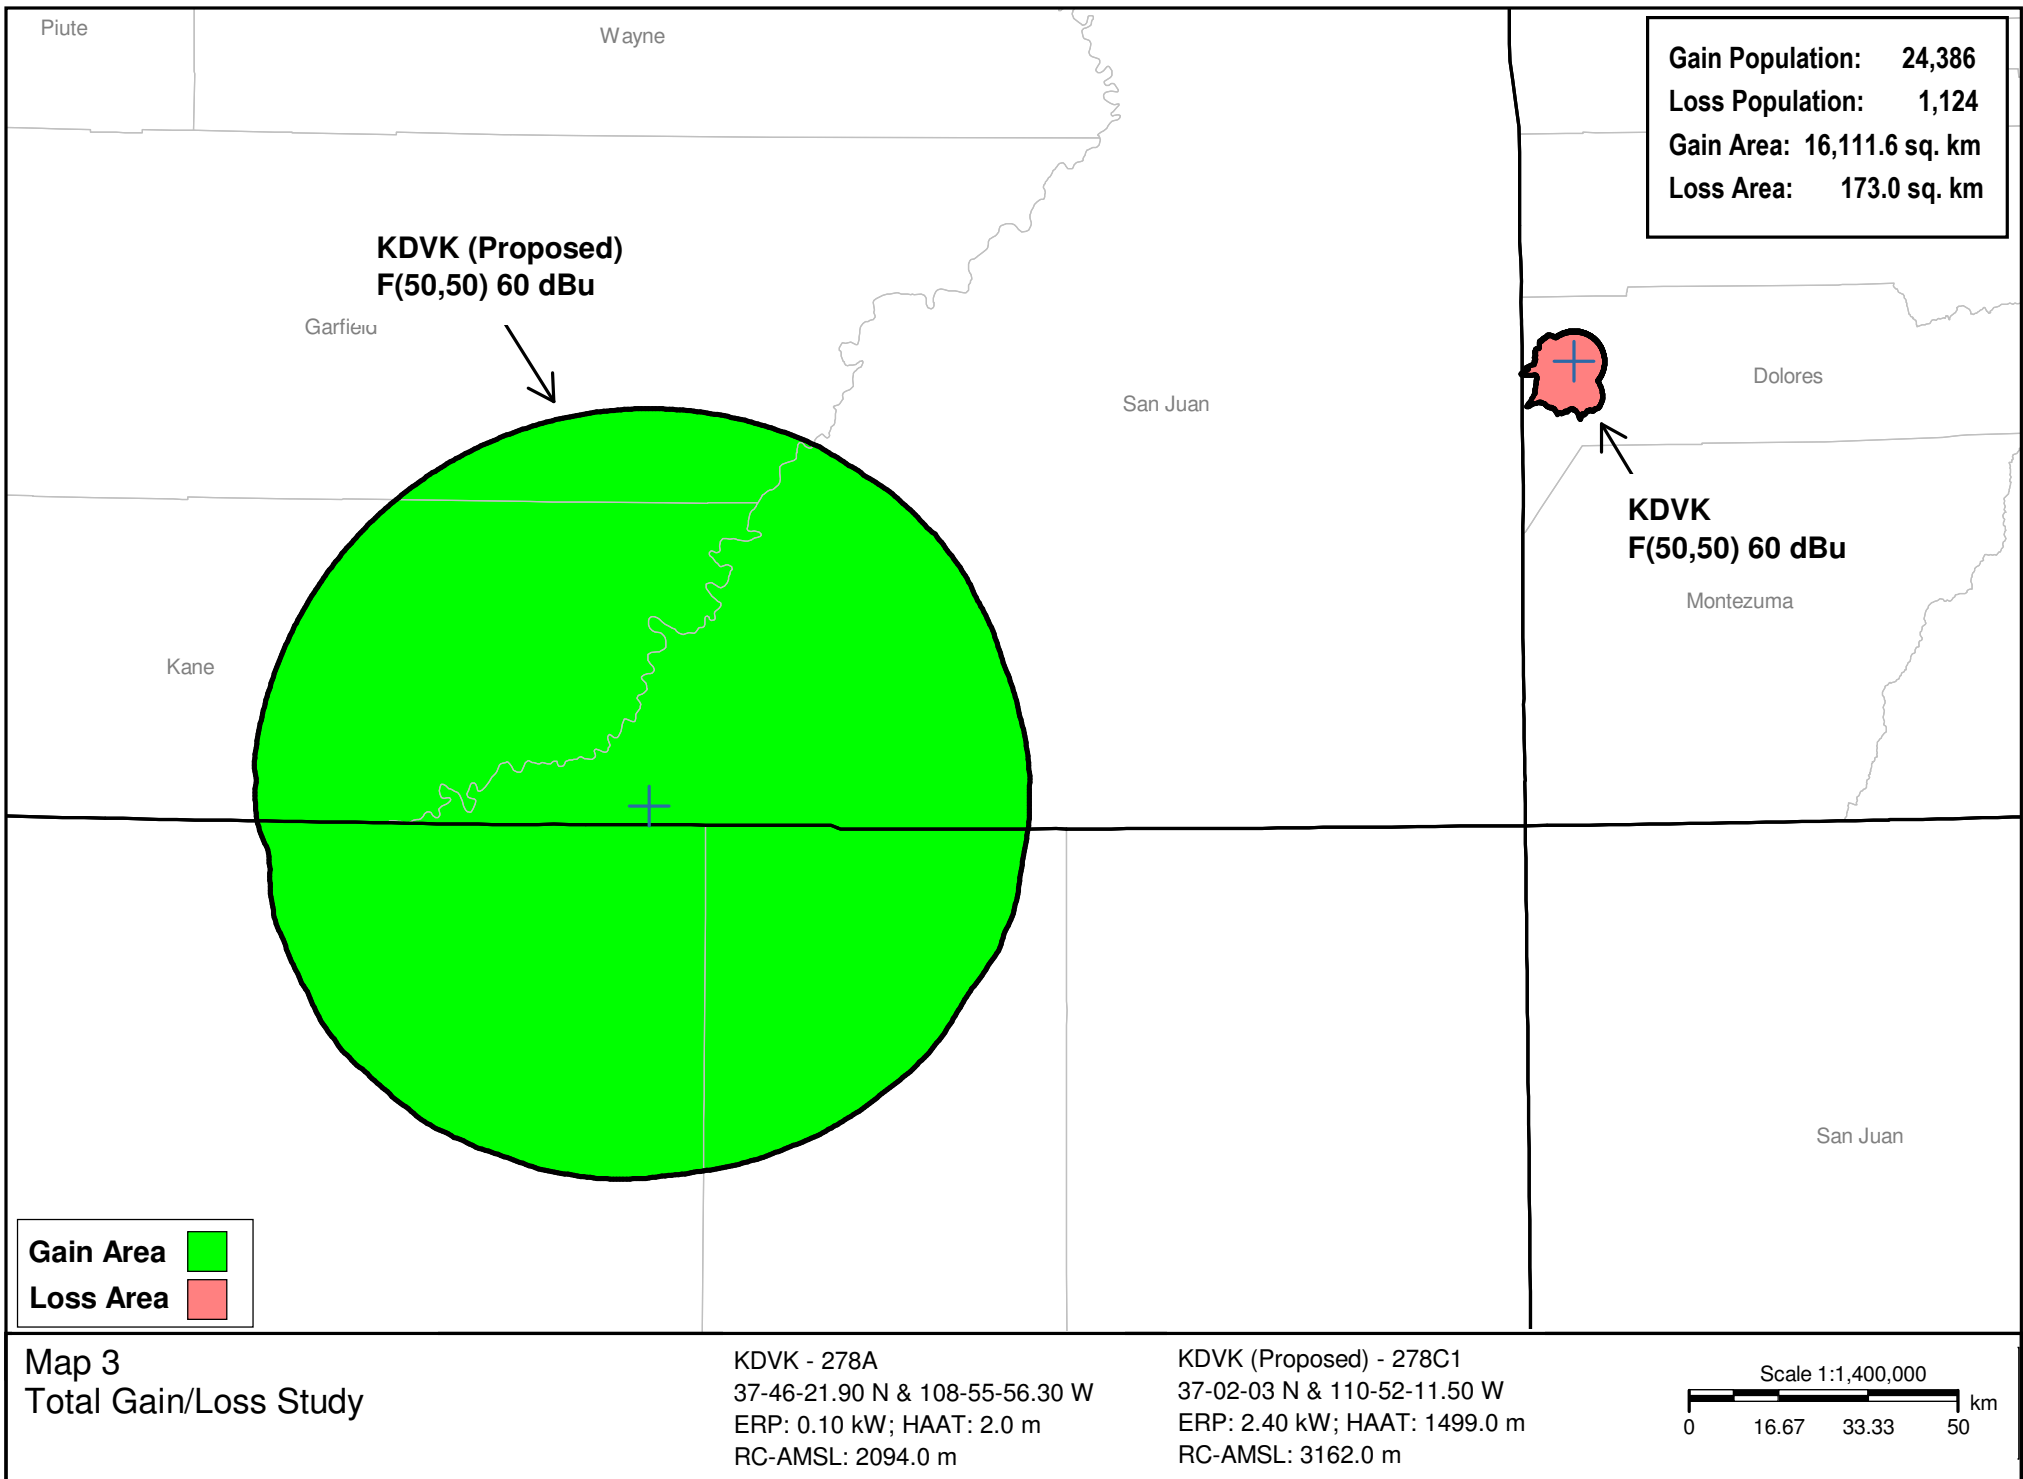 Piute
Wayne
Gain Population: 24,386
Loss Population: 1,124
Gain Area: 16,111.6 sq. km
Loss Area: 173.0 sq. km
KDVK (Proposed)
F(50,50) 60 dBu
Garfield
San Juan
Dolores
KDVK
F(50,50) 60 dBu
Montezuma
Kane
San Juan
Gain Area
Loss Area
Map 3
Total Gain/Loss Study
KDVK - 278A
37-46-21.90 N & 108-55-56.30 W
ERP: 0.10 kW; HAAT: 2.0 m
RC-AMSL: 2094.0 m
KDVK (Proposed) - 278C1
37-02-03 N & 110-52-11.50 W
ERP: 2.40 kW; HAAT: 1499.0 m
RC-AMSL: 3162.0 m
Scale 1:1,400,000
km
0 16.67 33.33 50